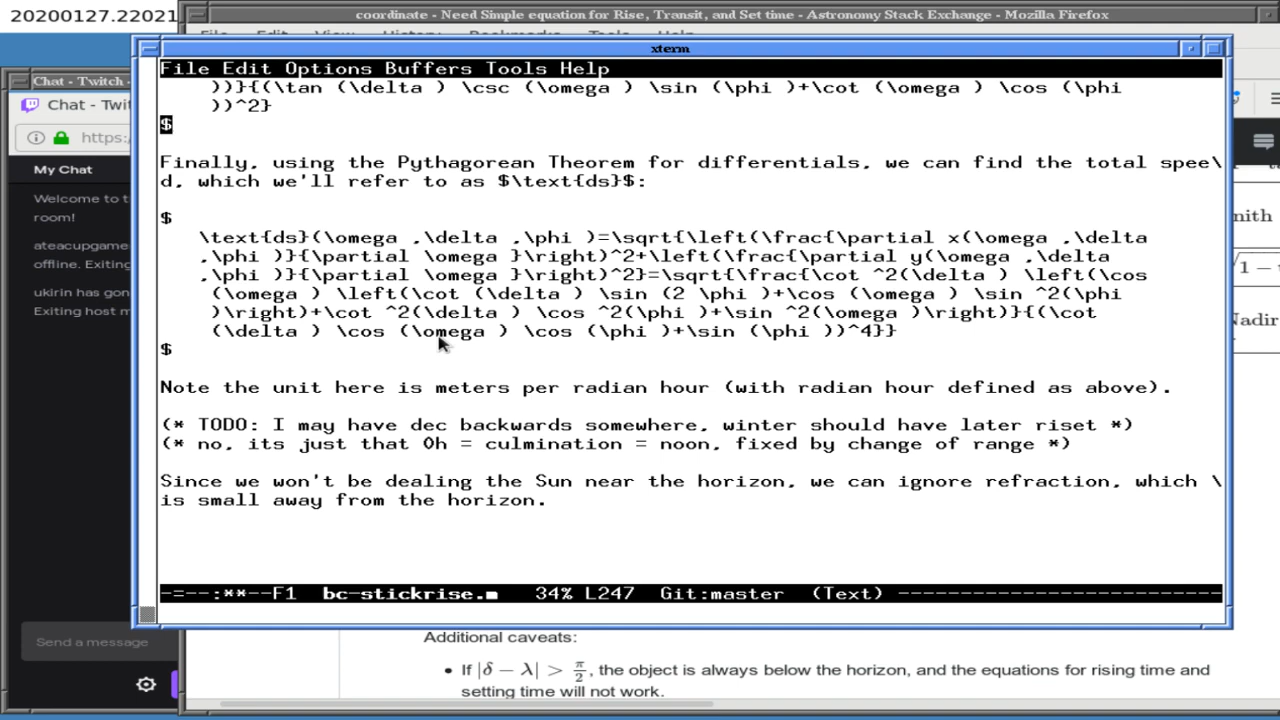 20200127.22021
coordinate - Need Simple equation for Rise, Transit, and Set time - Astronomy Stack Exchange - Mozilla Firefox
xterm
File Edit Options Buffers Tools Help
))}{(\tan (\delta ) \csc (\omega ) \sin (\phi )+\cot (\omega ) \cos (\phi
))^2}
$
Finally, using the Pythagorean Theorem for differentials, we can find the total spee\
d, which we'll refer to as $\text{ds}$:
$
\text{ds}(\omega ,\delta ,\phi )=\sqrt{\left(\frac{\partial x(\omega ,\delta
,\phi )}{\partial \omega }\right)^2+\left(\frac{\partial y(\omega ,\delta
,\phi )}{\partial \omega }\right)^2}=\sqrt{\frac{\cot ^2(\delta ) \left(\cos
(\omega ) \left(\cot (\delta ) \sin (2 \phi )+\cos (\omega ) \sin ^2(\phi
)\right)+\cot ^2(\delta ) \cos ^2(\phi )+\sin ^2(\omega )\right)}{(\cot
(\delta ) \cos (\omega ) \cos (\phi )+\sin (\phi ))^4}}
$
Note the unit here is meters per radian hour (with radian hour defined as above).
(* TODO: I may have dec backwards somewhere, winter should have later riset *)
(* no, its just that 0h = culmination = noon, fixed by change of range *)
Since we won't be dealing the Sun near the horizon, we can ignore refraction, which \
is small away from the horizon.
-=--:**--F1 bc-stickrise.m 34% L247 Git:master (Text) --------------------------
Chat - Twitch -
Chat - Twit
https:
My Chat
Welcome to t
room!
ateacupgame
offline. Exiting
ukirin has gon
Exiting host m
Send a message
nith
1 −
Nadir
Additional caveats:
• If |δ − λ| > π/2, the object is always below the horizon, and the equations for rising time and
setting time will not work.